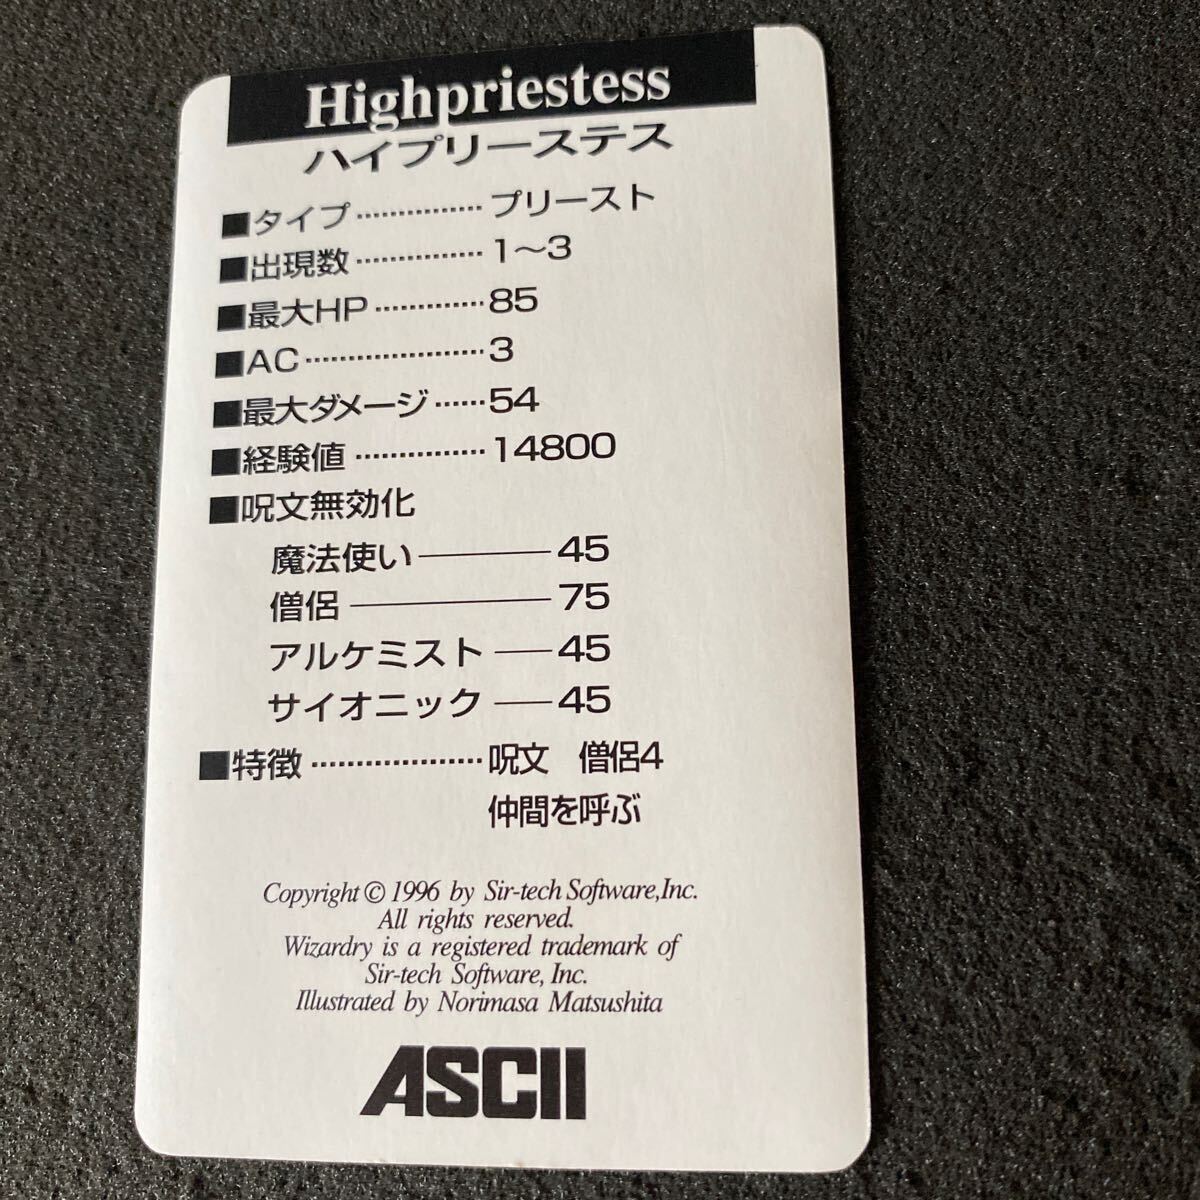 Highpriestess
ハイプリーステス
■タイプ……………プリースト
■出現数……………1～3
■最大HP…………85
■AC…………………3
■最大ダメージ……54
■経験値……………14800
■呪文無効化
魔法使い――――45
僧侶――――――75
アルケミスト――45
サイオニック――45
■特徴………………呪文　僧侶4
仲間を呼ぶ
Copyright © 1996 by Sir-tech Software,Inc.
All rights reserved.
Wizardry is a registered trademark of
Sir-tech Software, Inc.
Illustrated by Norimasa Matsushita
ASCII